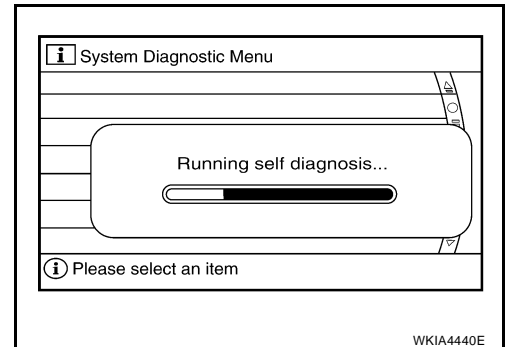 i System Diagnostic Menu
Running self diagnosis...
i Please select an item
WKIA4440E